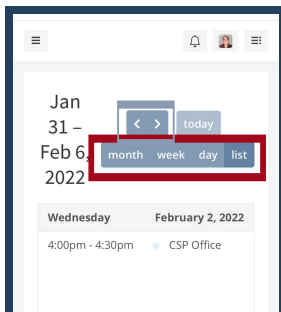 Jan
31 –
Feb 6,
2022
today
month week day list
Wednesday February 2, 2022
4:00pm - 4:30pm CSP Office